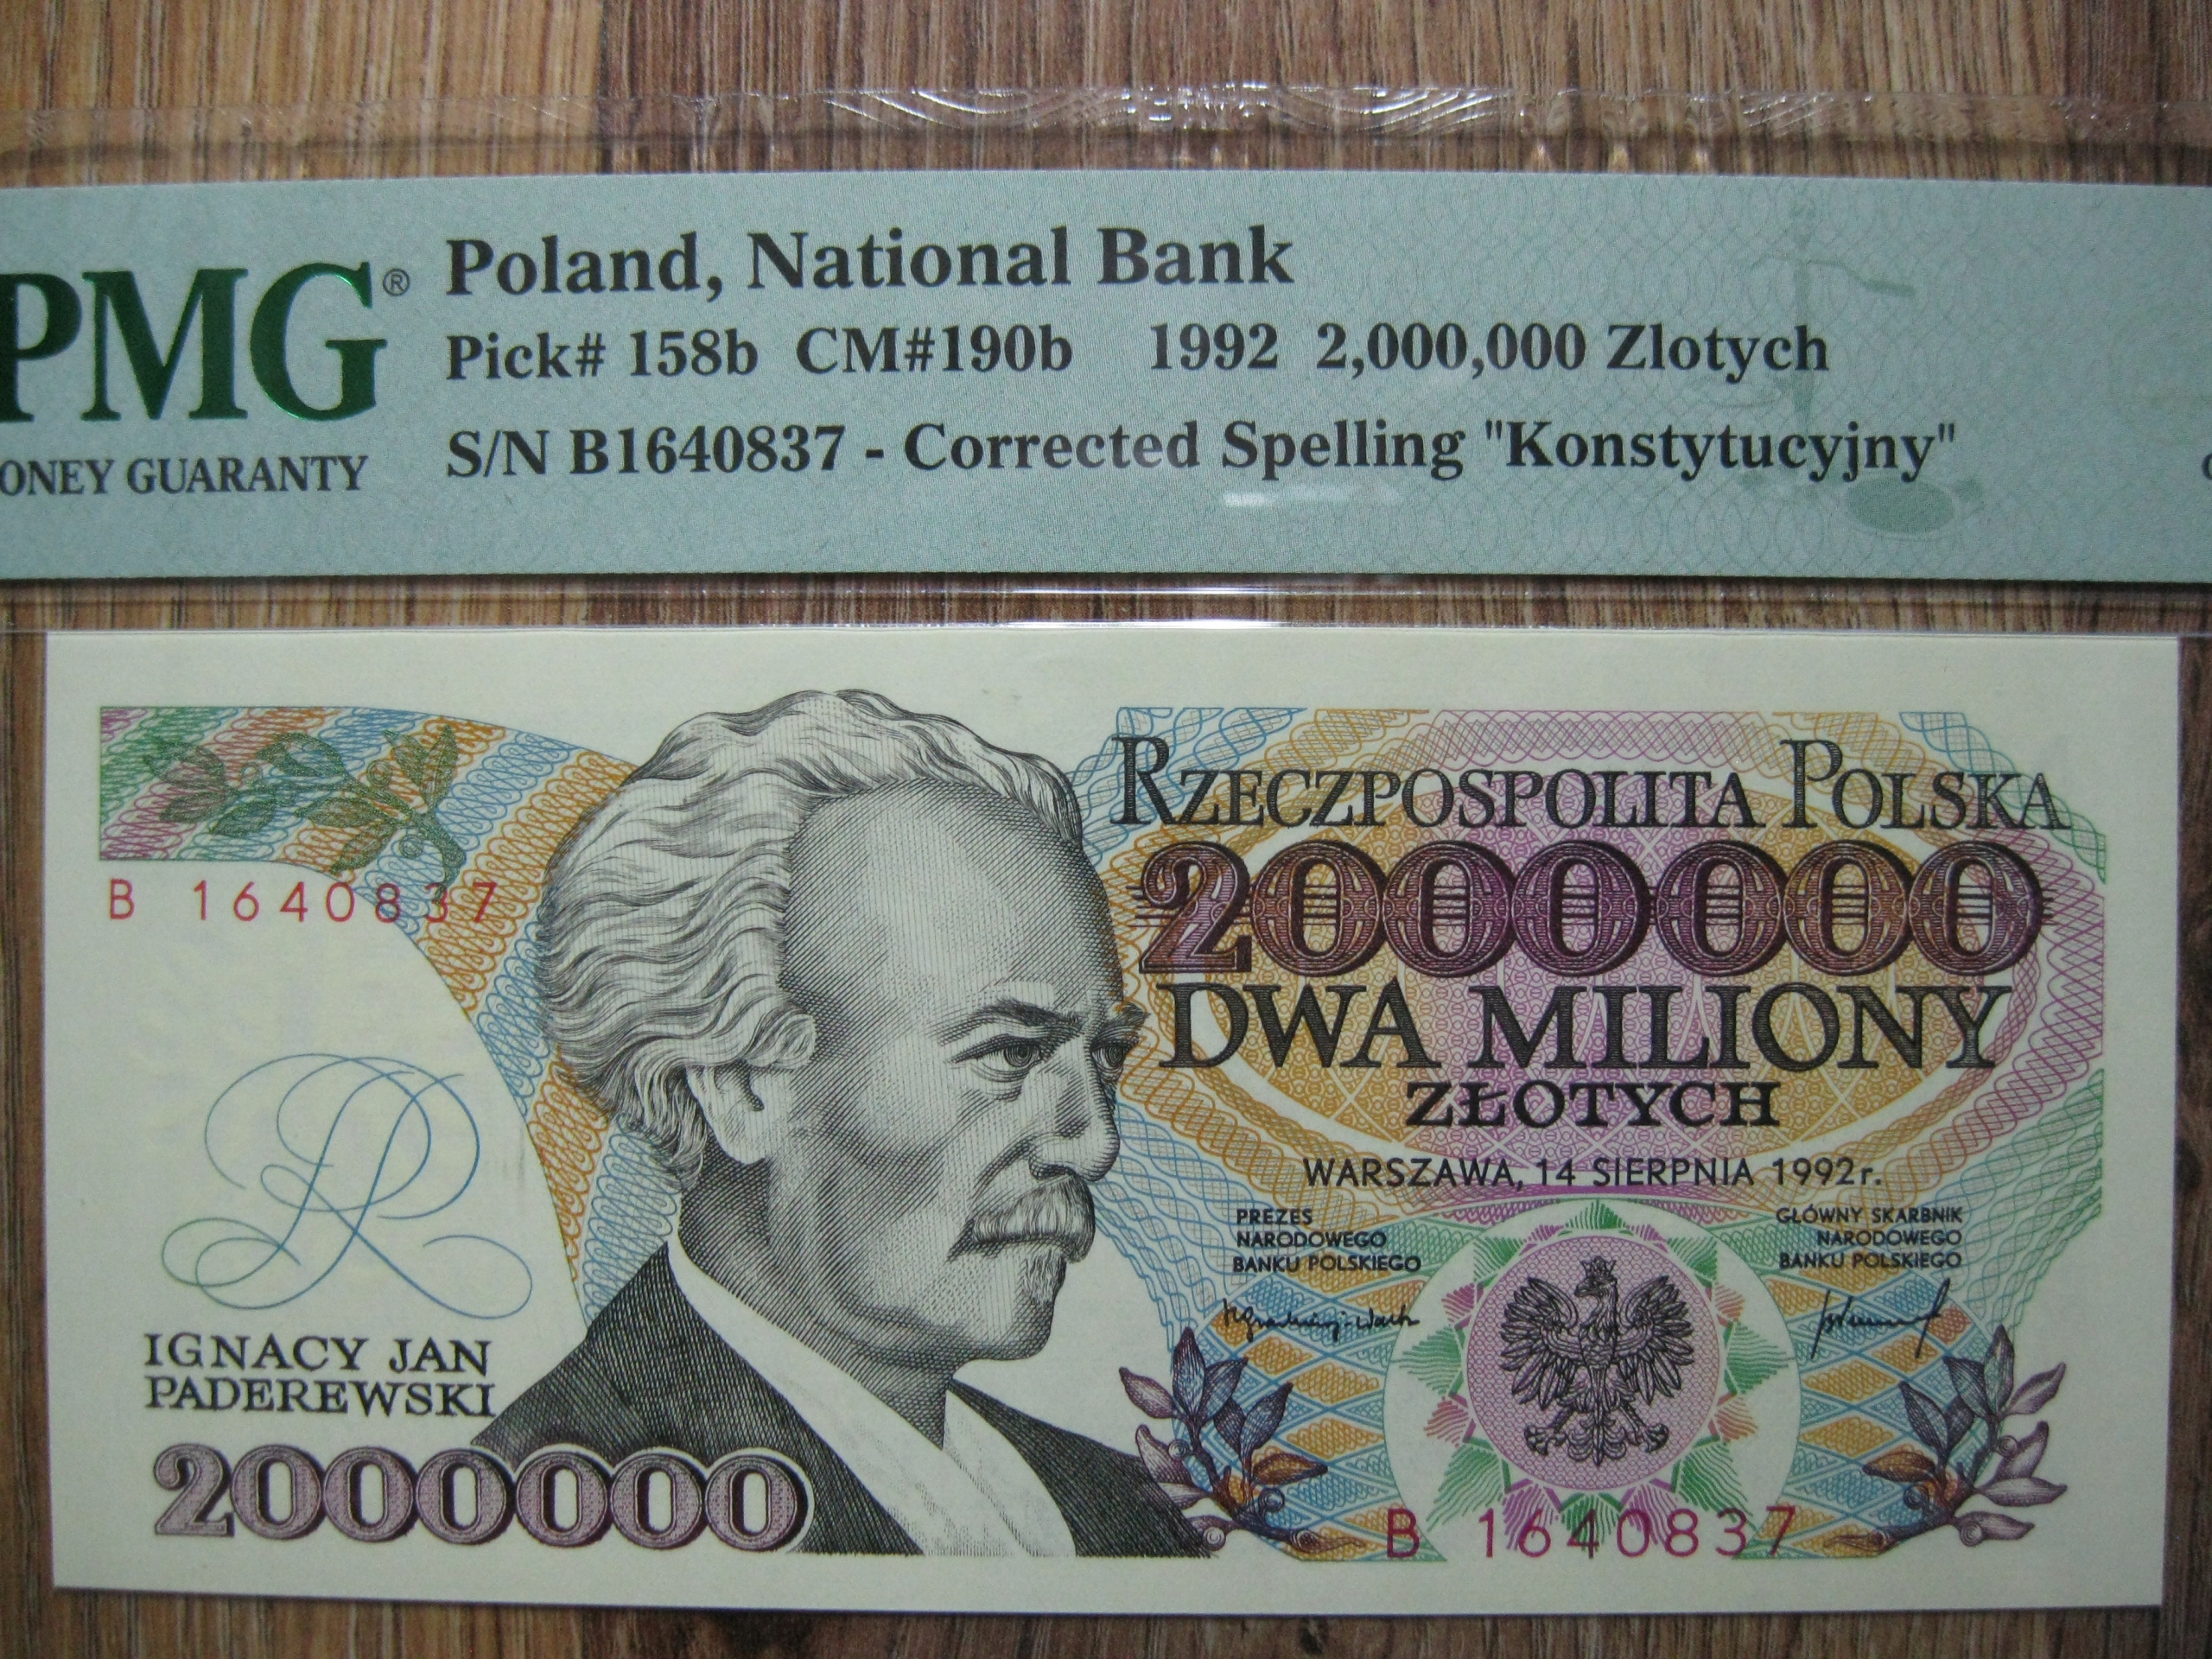 PMG®
ONEY GUARANTY
Poland, National Bank
Pick# 158b CM#190b 1992 2,000,000 Zlotych
S/N B1640837 - Corrected Spelling "Konstytucyjny"
RZECZPOSPOLITA POLSKA
2000000
DWA MILIONY
ZŁOTYCH
WARSZAWA, 14 SIERPNIA 1992r.
PREZES
NARODOWEGO
BANKU POLSKIEGO
GŁÓWNY SKARBNIK
NARODOWEGO
BANKU POLSKIEGO
B 1640837
IGNACY JAN
PADEREWSKI
2000000
B 1640837